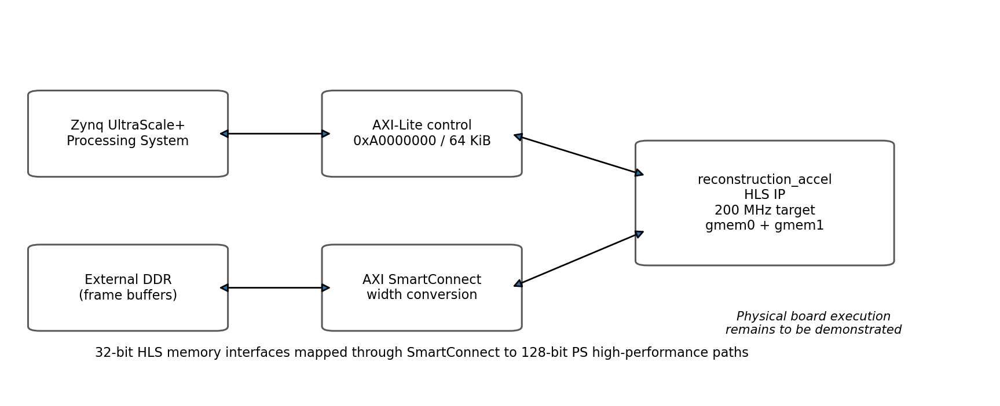 Zynq UltraScale+
Processing System
AXI-Lite control
0xA0000000 / 64 KiB
reconstruction_accel
HLS IP
200 MHz target
gmem0 + gmem1
External DDR
(frame buffers)
AXI SmartConnect
width conversion
Physical board execution
remains to be demonstrated
32-bit HLS memory interfaces mapped through SmartConnect to 128-bit PS high-performance paths